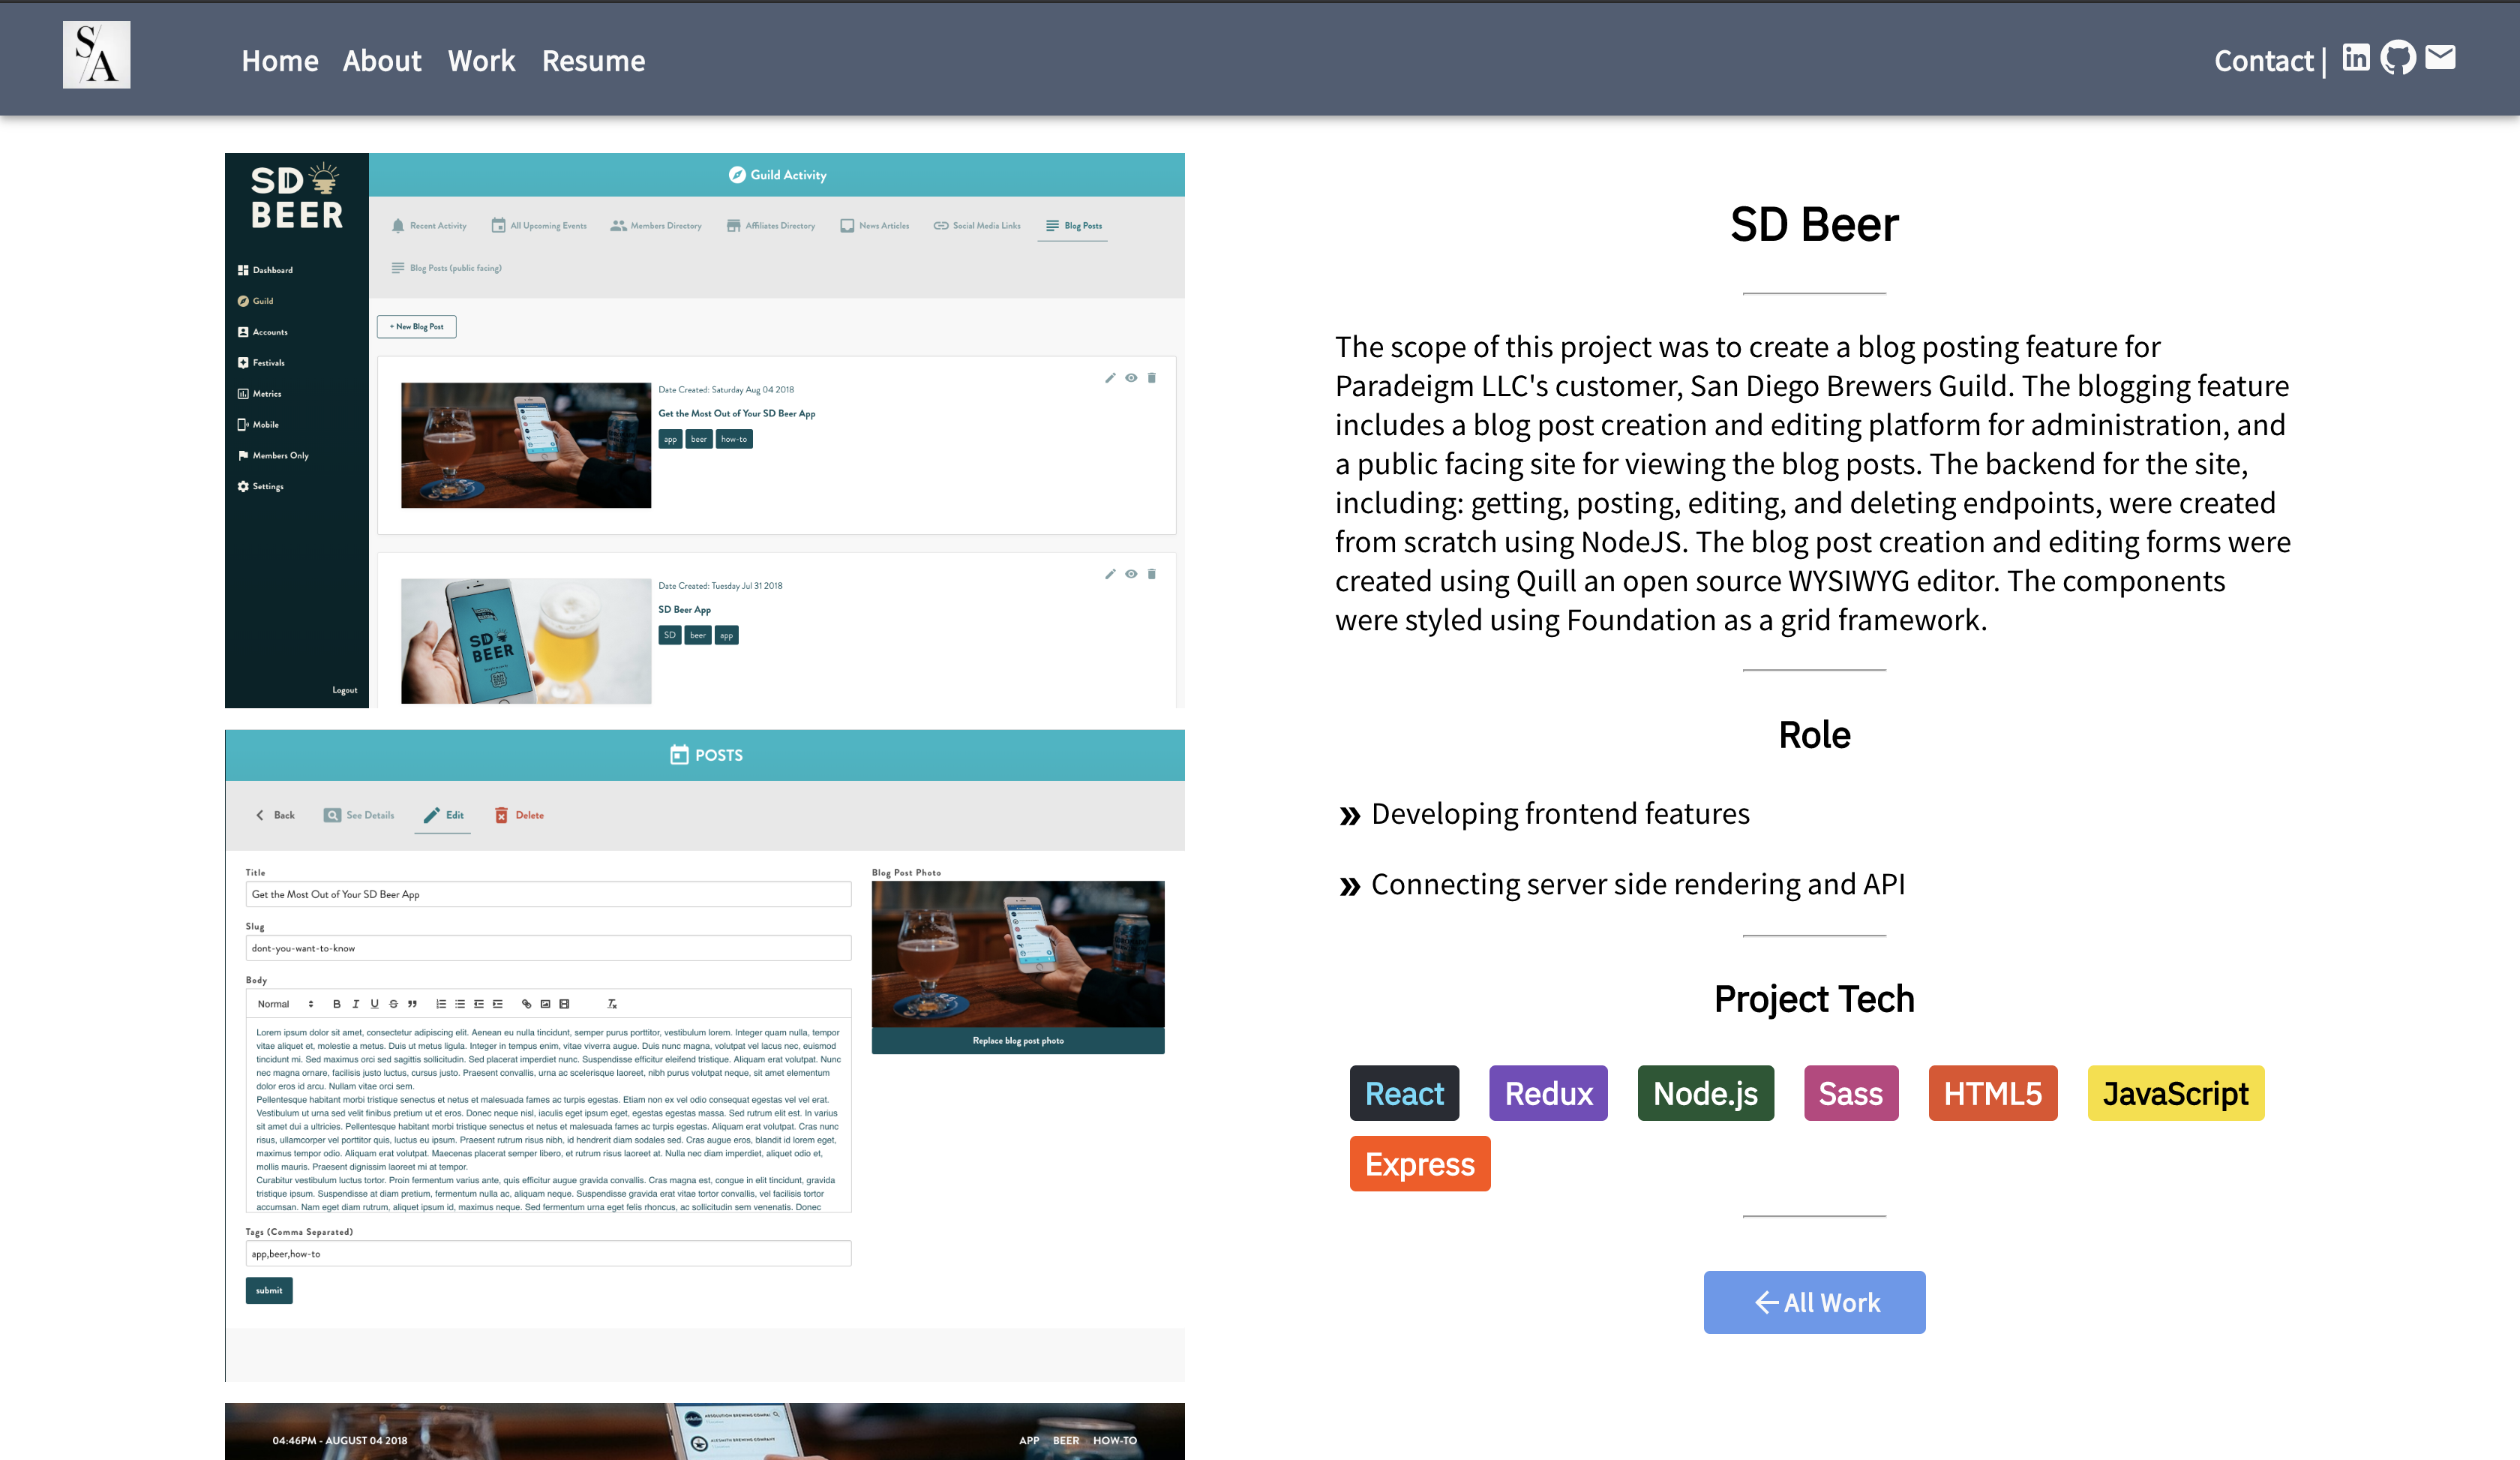 S/A
Home About Work Resume
Contact |
SD
BEER
Dashboard
Guild
Accounts
Festivals
Metrics
Mobile
Members Only
Settings
Logout
Guild Activity
Recent Activity All Upcoming Events Members Directory Affiliates Directory News Articles Social Media Links Blog Posts
Blog Posts (public facing)
+ New Blog Post
Date Created: Saturday Aug 04 2018
Get the Most Out of Your SD Beer App
app beer how-to
Date Created: Tuesday Jul 31 2018
SD Beer App
SD beer app
SD
BEER
POSTS
Back See Details Edit Delete
Title
Get the Most Out of Your SD Beer App
Slug
dont-you-want-to-know
Body
Normal B I U S
Lorem ipsum dolor sit amet, consectetur adipiscing elit. Aenean eu nulla tincidunt, semper purus porttitor, vestibulum lorem. Integer quam nulla, tempor
vitae aliquet et, molestie a metus. Duis ut metus ligula. Integer in tempus enim, vitae viverra augue. Duis nunc magna, volutpat vel lacus nec, euismod
tincidunt mi. Sed maximus orci sed sagittis sollicitudin. Sed placerat imperdiet nunc. Suspendisse efficitur eleifend tristique. Aliquam erat volutpat. Nunc
nec magna ornare, facilisis justo luctus, cursus justo. Praesent convallis, urna ac scelerisque laoreet, nibh purus volutpat neque, sit amet elementum
dolor eros id arcu. Nullam vitae orci sem.
Pellentesque habitant morbi tristique senectus et netus et malesuada fames ac turpis egestas. Etiam non ex vel odio consequat egestas vel vel erat.
Vestibulum ut urna sed velit finibus pretium ut et eros. Donec neque nisl, iaculis eget ipsum eget, egestas egestas massa. Sed rutrum elit est. In varius
sit amet dui a ultricies. Pellentesque habitant morbi tristique senectus et netus et malesuada fames ac turpis egestas. Aliquam erat volutpat. Cras nunc
risus, ullamcorper vel porttitor quis, luctus eu ipsum. Praesent rutrum risus nibh, id hendrerit diam sodales sed. Cras augue eros, blandit id lorem eget,
maximus tempor odio. Aliquam erat volutpat. Maecenas placerat semper libero, et rutrum risus laoreet at. Nulla nec diam imperdiet, aliquet odio et,
mollis mauris. Praesent dignissim laoreet mi at tempor.
Curabitur vestibulum luctus tortor. Proin fermentum varius ante, quis efficitur augue gravida convallis. Cras magna est, congue in elit tincidunt, gravida
tristique ipsum. Suspendisse at diam pretium, fermentum nulla ac, aliquam neque. Suspendisse gravida erat vitae tortor convallis, vel facilisis tortor
accumsan. Nam eget diam rutrum, aliquet ipsum id, maximus neque. Sed fermentum urna eget felis rhoncus, ac sollicitudin sem venenatis. Donec
Tags (Comma Separated)
app,beer,how-to
submit
Blog Post Photo
Replace blog post photo
04:46PM - AUGUST 04 2018
APP BEER HOW-TO
SD Beer
The scope of this project was to create a blog posting feature for
Paradeigm LLC's customer, San Diego Brewers Guild. The blogging feature
includes a blog post creation and editing platform for administration, and
a public facing site for viewing the blog posts. The backend for the site,
including: getting, posting, editing, and deleting endpoints, were created
from scratch using NodeJS. The blog post creation and editing forms were
created using Quill an open source WYSIWYG editor. The components
were styled using Foundation as a grid framework.
Role
» Developing frontend features
» Connecting server side rendering and API
Project Tech
React Redux Node.js Sass HTML5 JavaScript
Express
← All Work